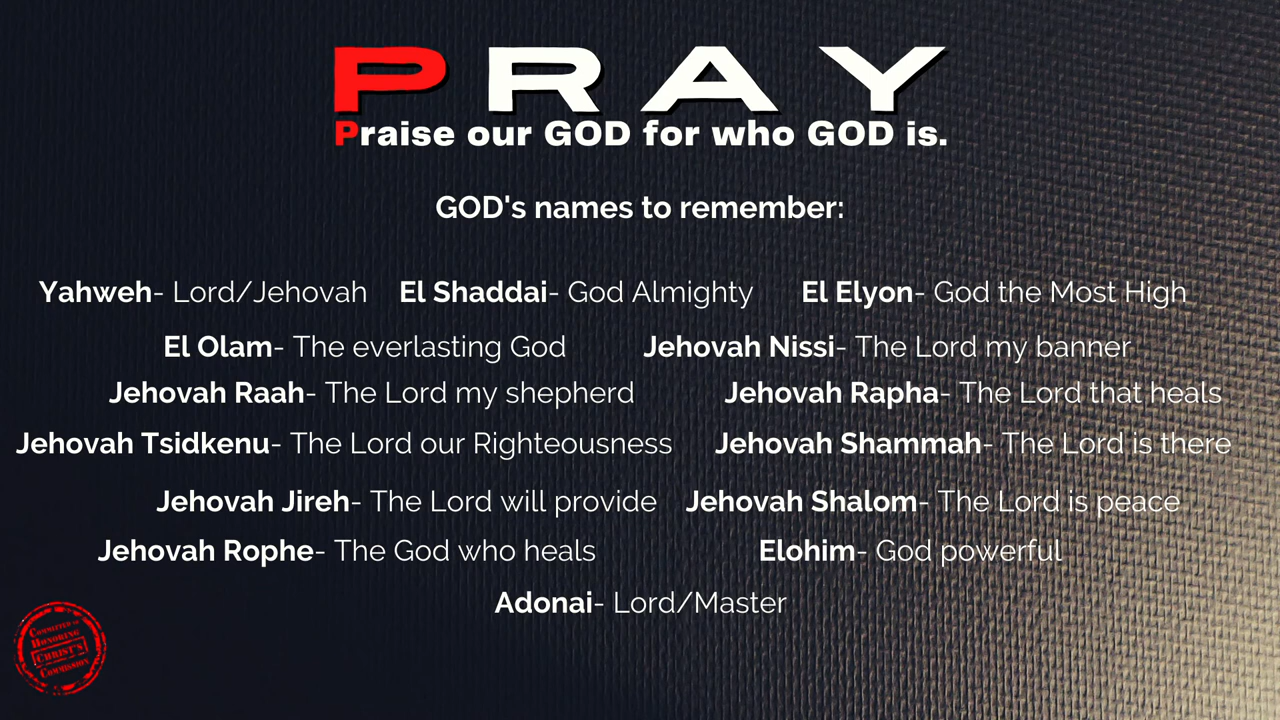 PRAY
Praise our GOD for who GOD is.
GOD's names to remember:
Yahweh- Lord/Jehovah El Shaddai- God Almighty El Elyon- God the Most High
El Olam- The everlasting God Jehovah Nissi- The Lord my banner
Jehovah Raah- The Lord my shepherd Jehovah Rapha- The Lord that heals
Jehovah Tsidkenu- The Lord our Righteousness Jehovah Shammah- The Lord is there
Jehovah Jireh- The Lord will provide Jehovah Shalom- The Lord is peace
Jehovah Rophe- The God who heals Elohim- God powerful
Adonai- Lord/Master
Honoring
Christ's
Commission